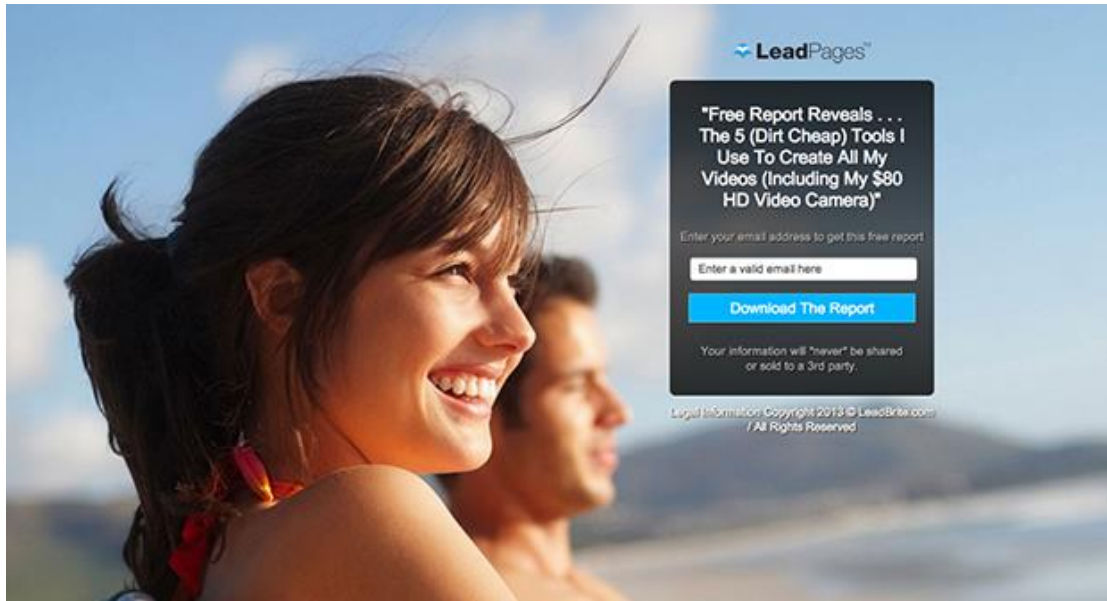 LeadPages™
"Free Report Reveals . . .
The 5 (Dirt Cheap) Tools I
Use To Create All My
Videos (Including My $80
HD Video Camera)"
Enter your email address to get this free report
Enter a valid email here
Download The Report
Your information will "never" be shared
or sold to a 3rd party.
Legal Information Copyright 2013 © LeadBrite.com
/ All Rights Reserved